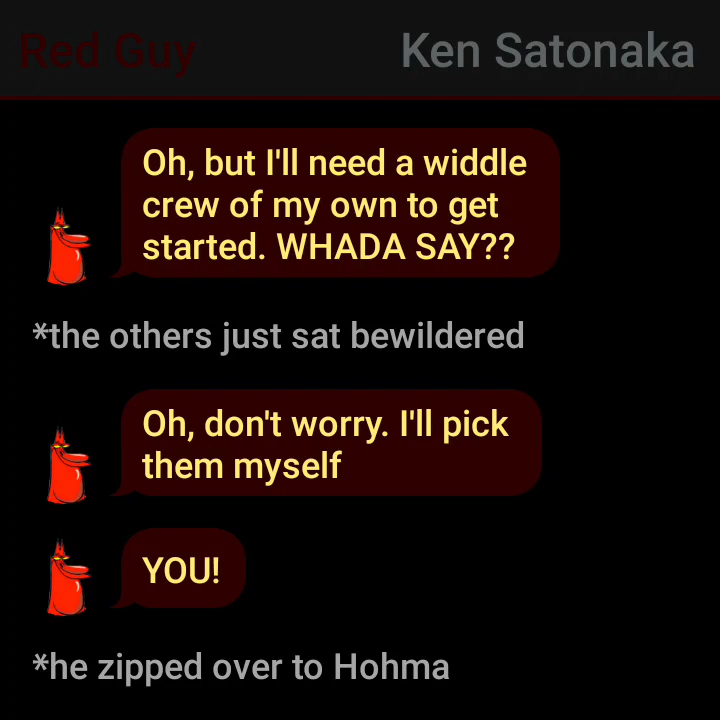 Red Guy
Ken Satonaka
Oh, but I'll need a widdle
crew of my own to get
started. WHADA SAY??
*the others just sat bewildered
Oh, don't worry. I'll pick
them myself
YOU!
*he zipped over to Hohma